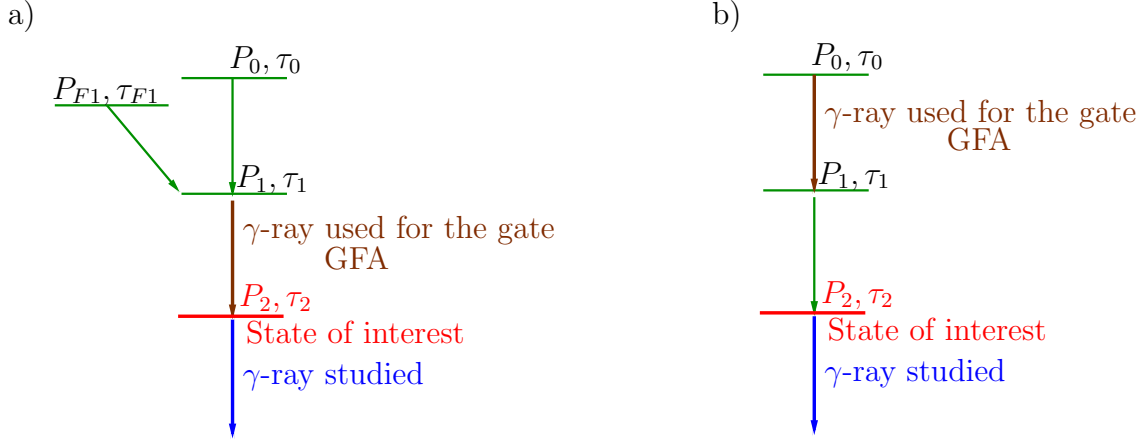 a)
P_0, τ_0
P_{F1}, τ_{F1}
P_1, τ_1
γ-ray used for the gate
GFA
P_2, τ_2
State of interest
γ-ray studied
b)
P_0, τ_0
γ-ray used for the gate
GFA
P_1, τ_1
P_2, τ_2
State of interest
γ-ray studied